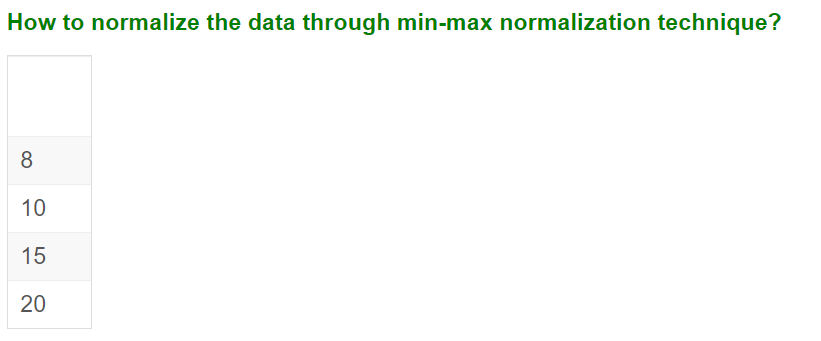 How to normalize the data through min-max normalization technique?
8
10
15
20